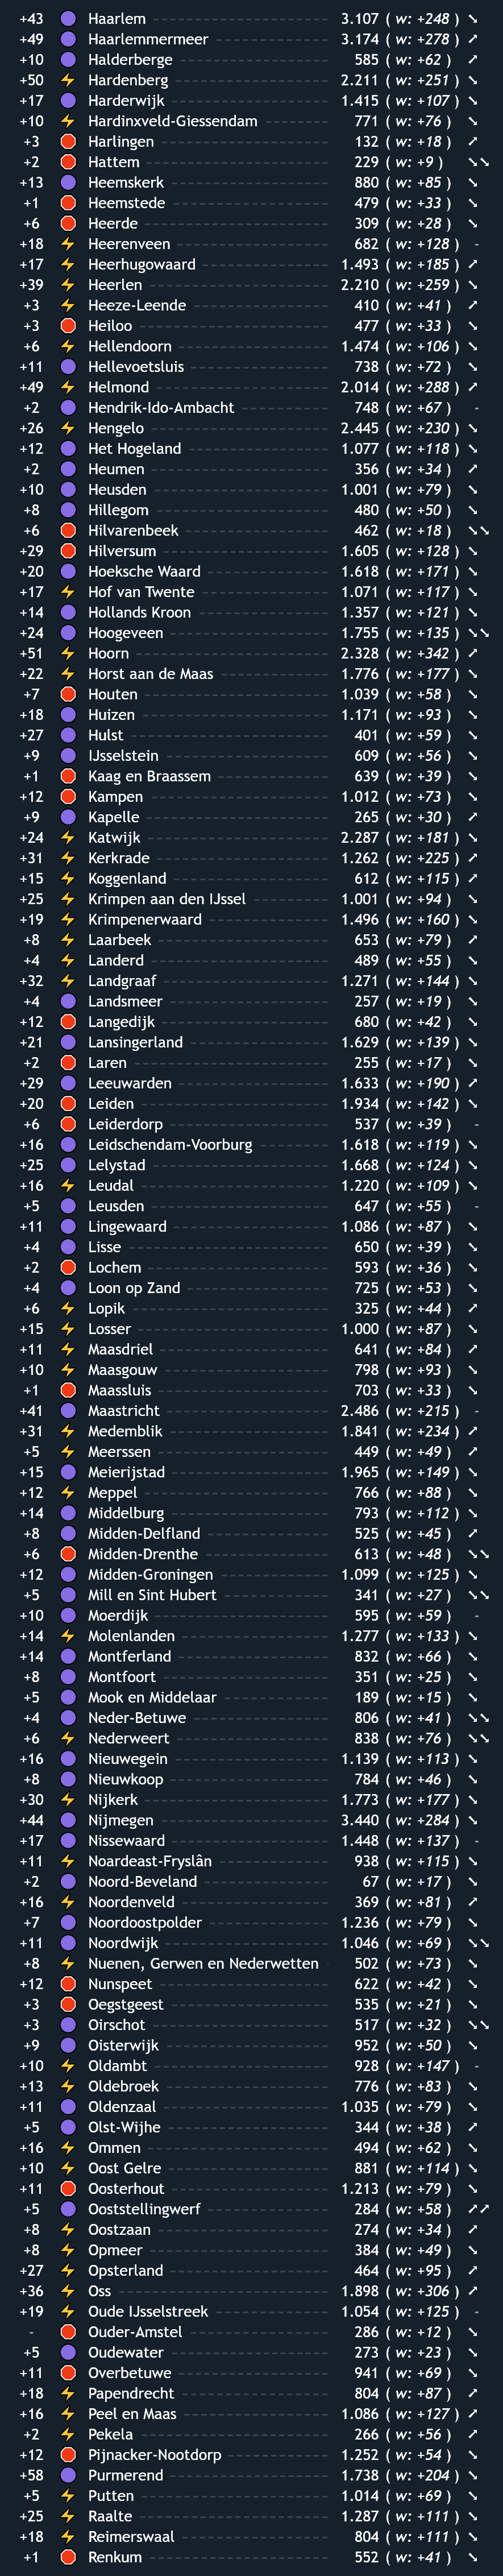 +43 Haarlem 3.107 ( w: +248 ) ↘
+49 Haarlemmermeer 3.174 ( w: +278 ) ↗
+10 Halderberge 585 ( w: +62 ) ↗
+50 ⚡ Hardenberg 2.211 ( w: +251 ) ↘
+17 Harderwijk 1.415 ( w: +107 ) ↘
+10 ⚡ Hardinxveld-Giessendam 771 ( w: +76 ) ↘
+3 Harlingen 132 ( w: +18 ) ↗
+2 Hattem 229 ( w: +9 ) ↘↘
+13 Heemskerk 880 ( w: +85 ) ↘
+1 Heemstede 479 ( w: +33 ) ↘
+6 Heerde 309 ( w: +28 ) ↘
+18 ⚡ Heerenveen 682 ( w: +128 ) -
+17 ⚡ Heerhugowaard 1.493 ( w: +185 ) ↗
+39 ⚡ Heerlen 2.210 ( w: +259 ) ↘
+3 ⚡ Heeze-Leende 410 ( w: +41 ) ↗
+3 Heiloo 477 ( w: +33 ) ↘
+6 ⚡ Hellendoorn 1.474 ( w: +106 ) ↘
+11 Hellevoetsluis 738 ( w: +72 ) ↘
+49 ⚡ Helmond 2.014 ( w: +288 ) ↗
+2 Hendrik-Ido-Ambacht 748 ( w: +67 ) -
+26 ⚡ Hengelo 2.445 ( w: +230 ) ↘
+12 Het Hogeland 1.077 ( w: +118 ) ↘
+2 Heumen 356 ( w: +34 ) ↗
+10 Heusden 1.001 ( w: +79 ) ↘
+8 Hillegom 480 ( w: +50 ) ↘
+6 Hilvarenbeek 462 ( w: +18 ) ↘↘
+29 Hilversum 1.605 ( w: +128 ) ↘
+20 Hoeksche Waard 1.618 ( w: +171 ) ↘
+17 ⚡ Hof van Twente 1.071 ( w: +117 ) ↘
+14 Hollands Kroon 1.357 ( w: +121 ) ↘
+24 Hoogeveen 1.755 ( w: +135 ) ↘↘
+51 ⚡ Hoorn 2.328 ( w: +342 ) ↗
+22 ⚡ Horst aan de Maas 1.776 ( w: +177 ) ↘
+7 Houten 1.039 ( w: +58 ) ↘
+18 Huizen 1.171 ( w: +93 ) ↘
+27 Hulst 401 ( w: +59 ) ↘
+9 IJsselstein 609 ( w: +56 ) ↘
+1 Kaag en Braassem 639 ( w: +39 ) ↘
+12 Kampen 1.012 ( w: +73 ) ↘
+9 Kapelle 265 ( w: +30 ) ↗
+24 ⚡ Katwijk 2.287 ( w: +181 ) ↘
+31 ⚡ Kerkrade 1.262 ( w: +225 ) ↗
+15 ⚡ Koggenland 612 ( w: +115 ) ↗
+25 ⚡ Krimpen aan den IJssel 1.001 ( w: +94 ) ↘
+19 ⚡ Krimpenerwaard 1.496 ( w: +160 ) ↘
+8 ⚡ Laarbeek 653 ( w: +79 ) ↗
+4 ⚡ Landerd 489 ( w: +55 ) ↘
+32 ⚡ Landgraaf 1.271 ( w: +144 ) ↘
+4 Landsmeer 257 ( w: +19 ) ↘
+12 Langedijk 680 ( w: +42 ) ↘
+21 Lansingerland 1.629 ( w: +139 ) ↘
+2 Laren 255 ( w: +17 ) ↘
+29 Leeuwarden 1.633 ( w: +190 ) ↗
+20 Leiden 1.934 ( w: +142 ) ↘
+6 Leiderdorp 537 ( w: +39 ) -
+16 Leidschendam-Voorburg 1.618 ( w: +119 ) ↘
+25 Lelystad 1.668 ( w: +124 ) ↘
+16 ⚡ Leudal 1.220 ( w: +109 ) ↘
+5 Leusden 647 ( w: +55 ) -
+11 Lingewaard 1.086 ( w: +87 ) ↘
+4 Lisse 650 ( w: +39 ) ↘
+2 Lochem 593 ( w: +36 ) ↘
+4 Loon op Zand 725 ( w: +53 ) ↘
+6 ⚡ Lopik 325 ( w: +44 ) ↗
+15 ⚡ Losser 1.000 ( w: +87 ) ↘
+11 ⚡ Maasdriel 641 ( w: +84 ) ↗
+10 ⚡ Maasgouw 798 ( w: +93 ) ↘
+1 Maassluis 703 ( w: +33 ) ↘
+41 Maastricht 2.486 ( w: +215 ) -
+31 ⚡ Medemblik 1.841 ( w: +234 ) ↗
+5 ⚡ Meerssen 449 ( w: +49 ) ↗
+15 Meierijstad 1.965 ( w: +149 ) ↘
+12 ⚡ Meppel 766 ( w: +88 ) ↘
+14 Middelburg 793 ( w: +112 ) ↘
+8 Midden-Delfland 525 ( w: +45 ) ↗
+6 Midden-Drenthe 613 ( w: +48 ) ↘↘
+12 Midden-Groningen 1.099 ( w: +125 ) ↘
+5 Mill en Sint Hubert 341 ( w: +27 ) ↘↘
+10 Moerdijk 595 ( w: +59 ) -
+14 ⚡ Molenlanden 1.277 ( w: +133 ) ↘
+14 Montferland 832 ( w: +66 ) ↘
+8 Montfoort 351 ( w: +25 ) ↘
+5 Mook en Middelaar 189 ( w: +15 ) ↘
+4 Neder-Betuwe 806 ( w: +41 ) ↘↘
+6 ⚡ Nederweert 838 ( w: +76 ) ↘↘
+16 Nieuwegein 1.139 ( w: +113 ) ↘
+8 Nieuwkoop 784 ( w: +46 ) ↘
+30 ⚡ Nijkerk 1.773 ( w: +177 ) ↘
+44 Nijmegen 3.440 ( w: +284 ) ↘
+17 Nissewaard 1.448 ( w: +137 ) -
+11 ⚡ Noardeast-Fryslân 938 ( w: +115 ) ↘
+2 Noord-Beveland 67 ( w: +17 ) ↘
+16 ⚡ Noordenveld 369 ( w: +81 ) ↗
+7 Noordoostpolder 1.236 ( w: +79 ) ↘
+11 Noordwijk 1.046 ( w: +69 ) ↘↘
+8 ⚡ Nuenen, Gerwen en Nederwetten 502 ( w: +73 ) ↘
+12 Nunspeet 622 ( w: +42 ) ↘
+3 Oegstgeest 535 ( w: +21 ) ↘
+3 Oirschot 517 ( w: +32 ) ↘↘
+9 Oisterwijk 952 ( w: +50 ) ↘
+10 ⚡ Oldambt 928 ( w: +147 ) -
+13 ⚡ Oldebroek 776 ( w: +83 ) ↘
+11 Oldenzaal 1.035 ( w: +79 ) ↘
+5 Olst-Wijhe 344 ( w: +38 ) ↗
+16 ⚡ Ommen 494 ( w: +62 ) ↘
+10 ⚡ Oost Gelre 881 ( w: +114 ) ↘
+11 Oosterhout 1.213 ( w: +79 ) ↘
+5 Ooststellingwerf 284 ( w: +58 ) ↗↗
+8 ⚡ Oostzaan 274 ( w: +34 ) ↗
+8 ⚡ Opmeer 384 ( w: +49 ) ↘
+27 ⚡ Opsterland 464 ( w: +95 ) ↗
+36 ⚡ Oss 1.898 ( w: +306 ) ↗
+19 ⚡ Oude IJsselstreek 1.054 ( w: +125 ) -
- Ouder-Amstel 286 ( w: +12 ) ↘
+5 Oudewater 273 ( w: +23 ) ↘
+11 Overbetuwe 941 ( w: +69 ) ↘
+18 ⚡ Papendrecht 804 ( w: +87 ) ↗
+16 ⚡ Peel en Maas 1.086 ( w: +127 ) ↗
+2 ⚡ Pekela 266 ( w: +56 ) ↗
+12 Pijnacker-Nootdorp 1.252 ( w: +54 ) ↘
+58 Purmerend 1.738 ( w: +204 ) ↘
+5 ⚡ Putten 1.014 ( w: +69 ) ↘
+25 ⚡ Raalte 1.287 ( w: +111 ) ↘
+18 ⚡ Reimerswaal 804 ( w: +111 ) ↘
+1 Renkum 552 ( w: +41 ) ↘